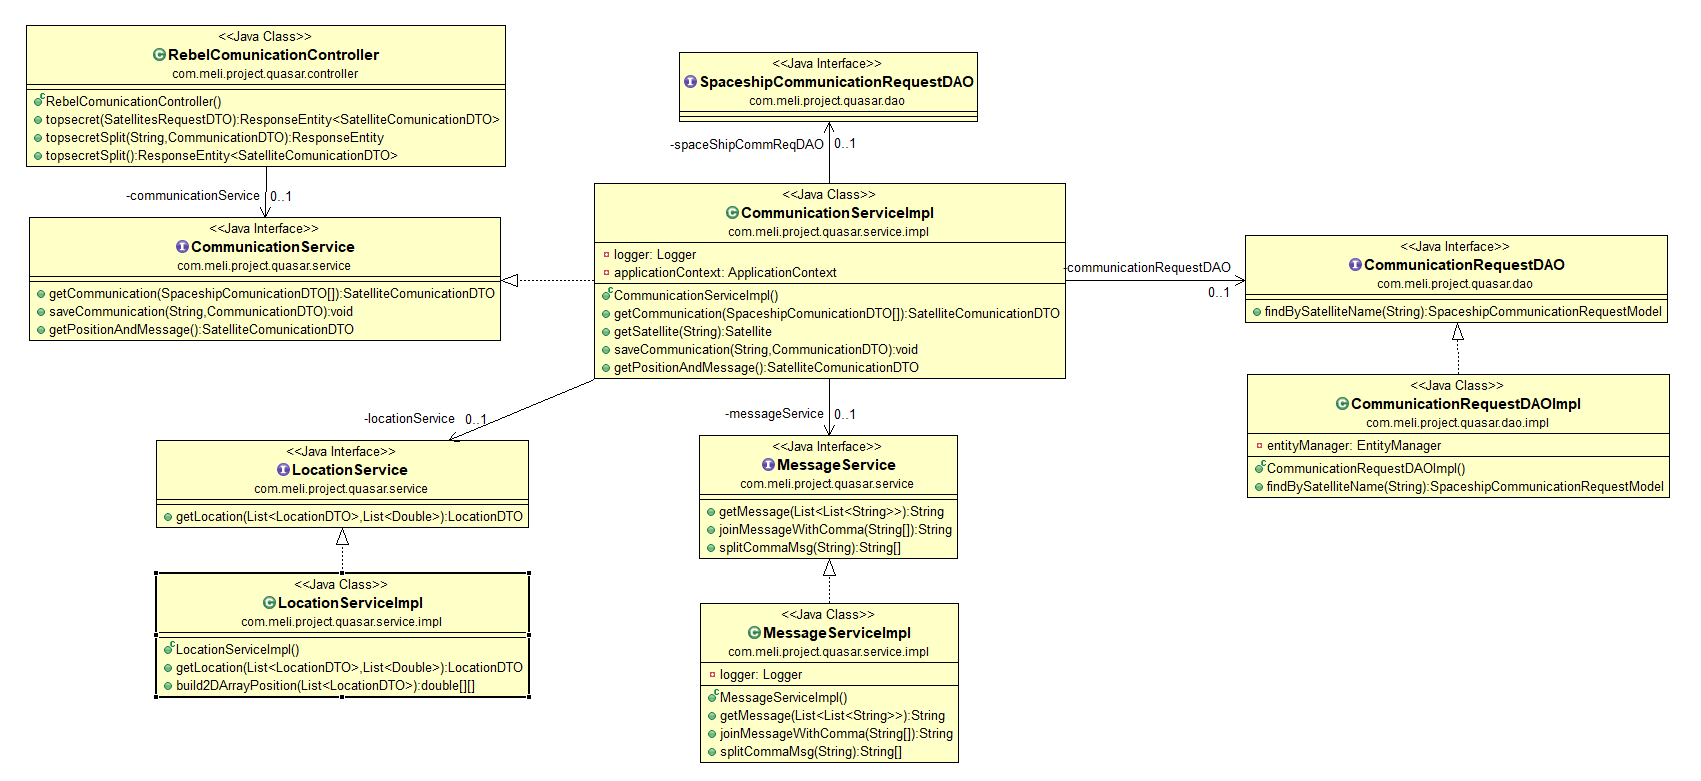 <<Java Class>>
RebelComunicationController
com.meli.project.quasar.controller
RebelComunicationController()
topsecret(SatellitesRequestDTO):ResponseEntity<SatelliteComunicationDTO>
topsecretSplit(String,CommunicationDTO):ResponseEntity
topsecretSplit():ResponseEntity<SatelliteComunicationDTO>
-communicationService 0..1
<<Java Interface>>
CommunicationService
com.meli.project.quasar.service
getCommunication(SpaceshipComunicationDTO[]):SatelliteComunicationDTO
saveCommunication(String,CommunicationDTO):void
getPositionAndMessage():SatelliteComunicationDTO
<<Java Interface>>
SpaceshipCommunicationRequestDAO
com.meli.project.quasar.dao
-spaceShipCommReqDAO 0..1
<<Java Class>>
CommunicationServiceImpl
com.meli.project.quasar.service.impl
logger: Logger
applicationContext: ApplicationContext
CommunicationServiceImpl()
getCommunication(SpaceshipComunicationDTO[]):SatelliteComunicationDTO
getSatellite(String):Satellite
saveCommunication(String,CommunicationDTO):void
getPositionAndMessage():SatelliteComunicationDTO
-communicationRequestDAO
0..1
<<Java Interface>>
CommunicationRequestDAO
com.meli.project.quasar.dao
findBySatelliteName(String):SpaceshipCommunicationRequestModel
<<Java Class>>
CommunicationRequestDAOImpl
com.meli.project.quasar.dao.impl
entityManager: EntityManager
CommunicationRequestDAOImpl()
findBySatelliteName(String):SpaceshipCommunicationRequestModel
-locationService 0..1
<<Java Interface>>
LocationService
com.meli.project.quasar.service
getLocation(List<LocationDTO>,List<Double>):LocationDTO
<<Java Class>>
LocationServiceImpl
com.meli.project.quasar.service.impl
LocationServiceImpl()
getLocation(List<LocationDTO>,List<Double>):LocationDTO
build2DArrayPosition(List<LocationDTO>):double[][]
-messageService 0..1
<<Java Interface>>
MessageService
com.meli.project.quasar.service
getMessage(List<List<String>>):String
joinMessageWithComma(String[]):String
splitCommaMsg(String):String[]
<<Java Class>>
MessageServiceImpl
com.meli.project.quasar.service.impl
logger: Logger
MessageServiceImpl()
getMessage(List<List<String>>):String
joinMessageWithComma(String[]):String
splitCommaMsg(String):String[]